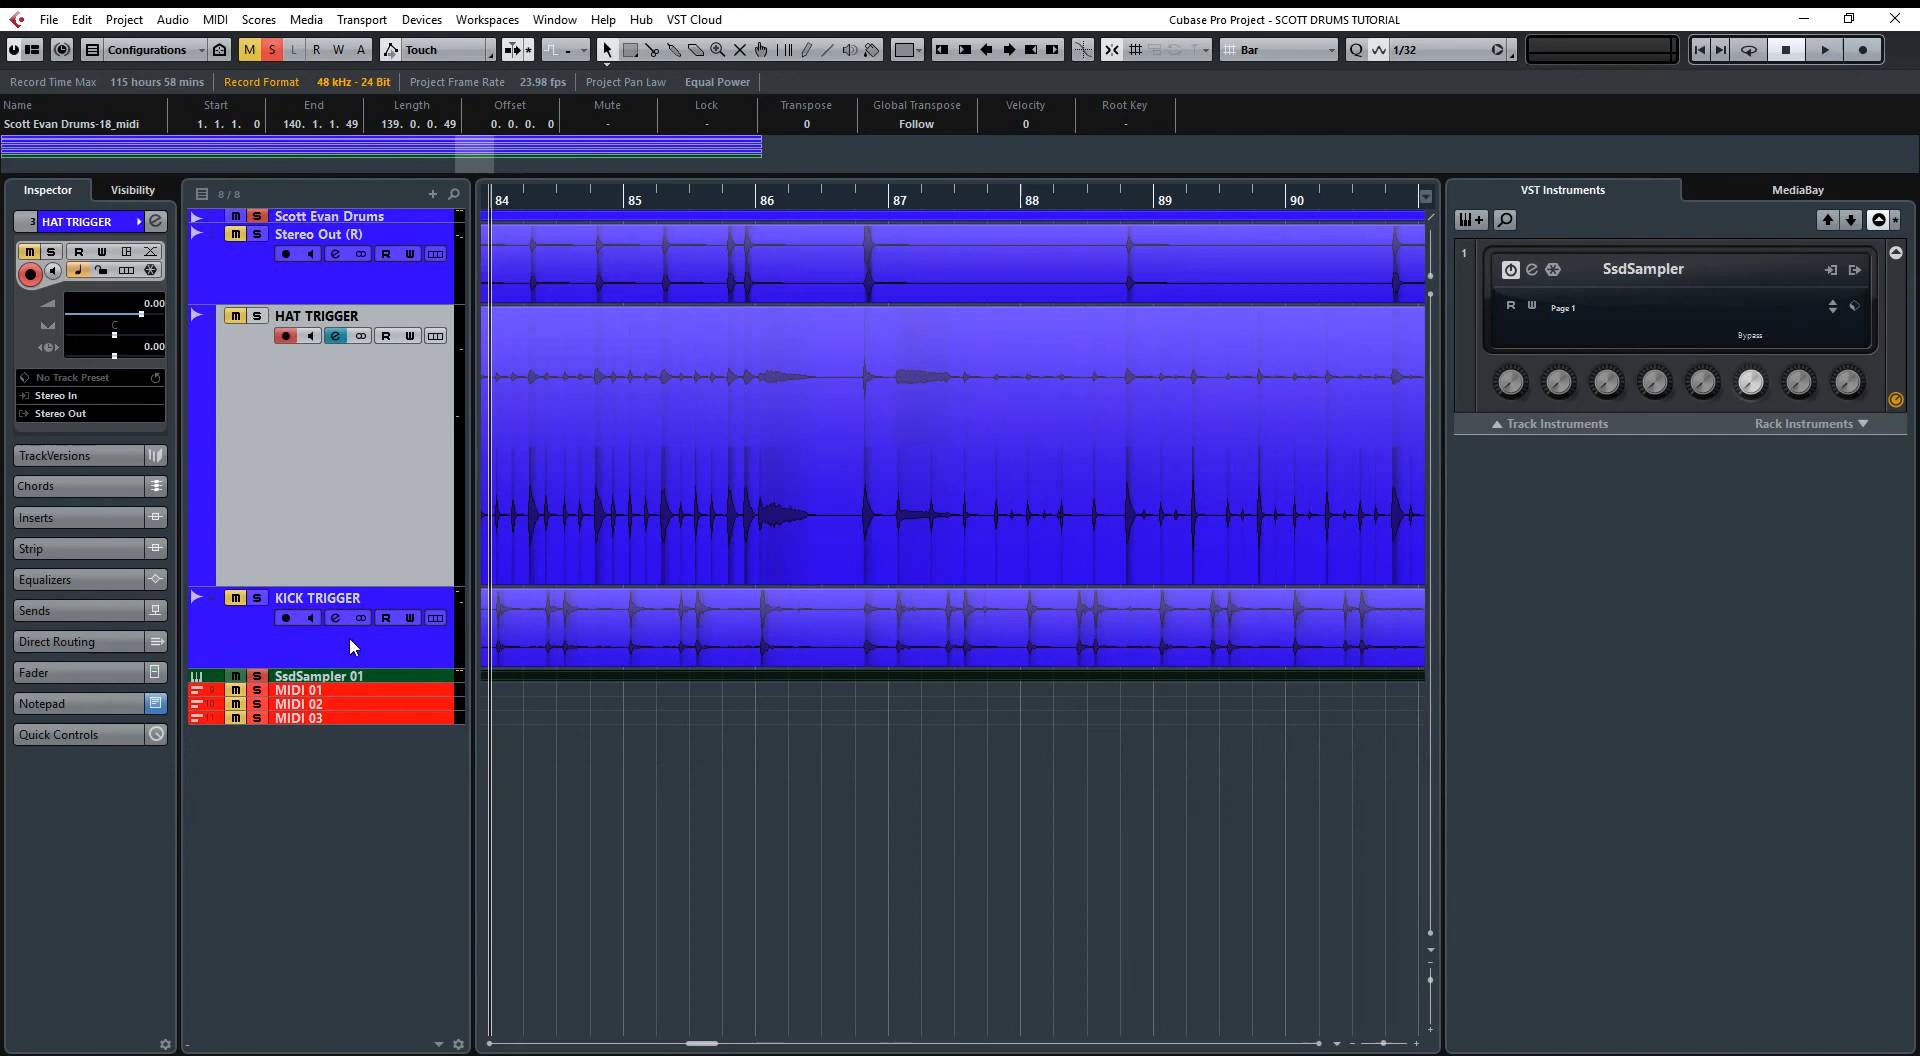 File Edit Project Audio MIDI Scores Media Transport Devices Workspaces Window Help Hub VST Cloud
Cubase Pro Project - SCOTT DRUMS TUTORIAL
Configurations M S L R W A Touch
Bar
Q 1/32
Record Time Max 115 hours 58 mins Record Format 48 kHz - 24 Bit Project Frame Rate 23.98 fps Project Pan Law Equal Power
Name Start End Length Offset Mute Lock Transpose Global Transpose Velocity Root Key
Scott Evan Drums-18_midi 1. 1. 1. 0 140. 1. 1. 49 139. 0. 0. 49 0. 0. 0. 0 - - 0 Follow 0 -
Inspector Visibility
3 HAT TRIGGER
M S R W
0.00
C
0.00
No Track Preset
Stereo In
Stereo Out
TrackVersions
Chords
Inserts
Strip
Equalizers
Sends
Direct Routing
Fader
Notepad
Quick Controls
8 / 8
m S Scott Evan Drums
m S Stereo Out (R)
e R W
m S HAT TRIGGER
e R W
m S KICK TRIGGER
e R W
m S SsdSampler 01
9 m S MIDI 01
10 m S MIDI 02
11 m S MIDI 03
84 85 86 87 88 89 90
VST Instruments MediaBay
1
SsdSampler
R W Page 1
Bypass
Track Instruments Rack Instruments